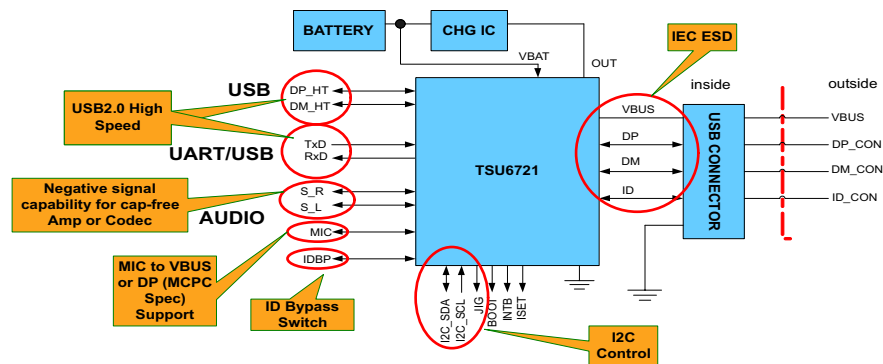 BATTERY
CHG IC
IEC ESD
VBAT
OUT
inside
outside
USB
DP_HT
DM_HT
USB2.0 High
Speed
VBUS
VBUS
TxD
RxD
DP
DP_CON
UART/USB
TSU6721
DM
DM_CON
USB CONNECTOR
Negative signal
capability for cap-free
Amp or Codec
S_R
S_L
ID
ID_CON
AUDIO
MIC
IDBP
MIC to VBUS
or DP (MCPC
Spec)
Support
ID Bypass
Switch
I2C_SDA
I2C_SCL
JIG
BOOT
INTB
ISET
I2C
Control